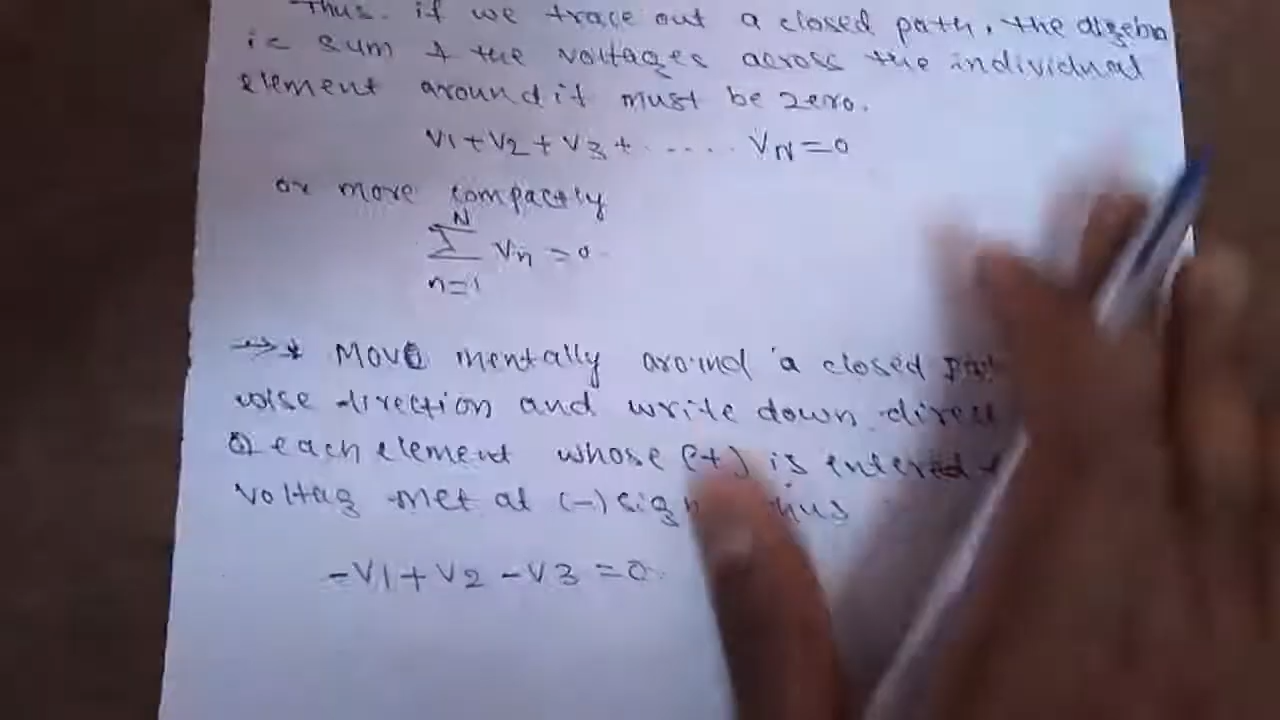 Thus. if we trace out a closed path, the algebra
ic sum & the voltages across the individual
element around it must be zero.
V1+V2+V3+ ..... VN=0
or more compactly
N
∑ Vn =0
n=1
→→* Move mentally around a closed
wise direction and write down
each element whose (+) is entered
voltag met at (-) sign thus
-V1+V2-V3=0